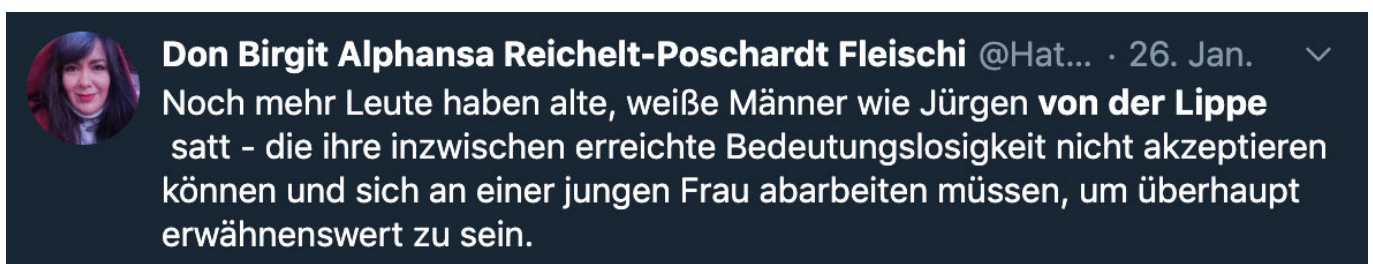 Don Birgit Alphansa Reichelt-Poschardt Fleischi @Hat... · 26. Jan.
Noch mehr Leute haben alte, weiße Männer wie Jürgen von der Lippe
satt - die ihre inzwischen erreichte Bedeutungslosigkeit nicht akzeptieren
können und sich an einer jungen Frau abarbeiten müssen, um überhaupt
erwähnenswert zu sein.